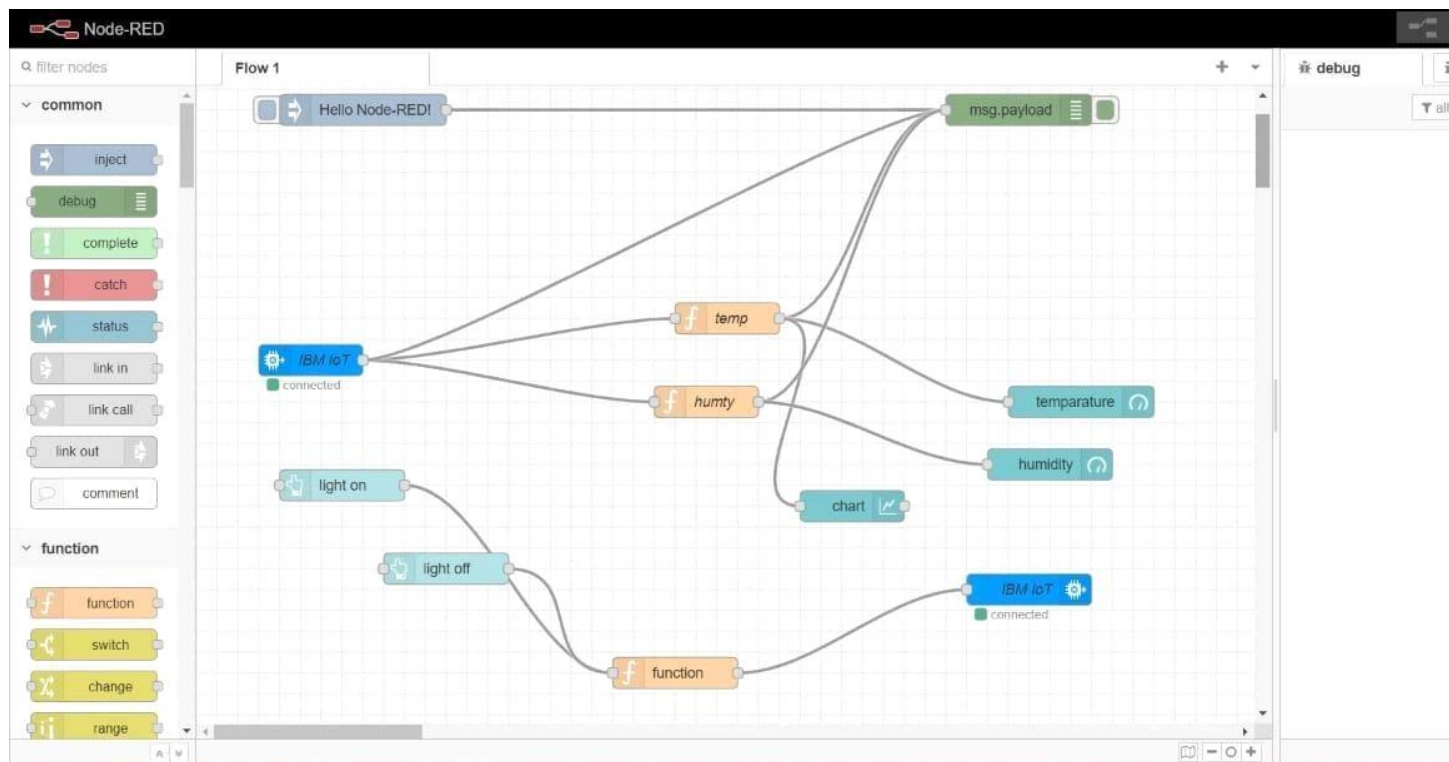 Node-RED
filter nodes
Flow 1
debug
all
common
inject
debug
complete
catch
status
link in
link call
link out
comment
function
function
switch
change
range
Hello Node-RED!
msg.payload
temp
IBM IoT
connected
humty
temparature
humidity
light on
chart
light off
IBM IoT
connected
function